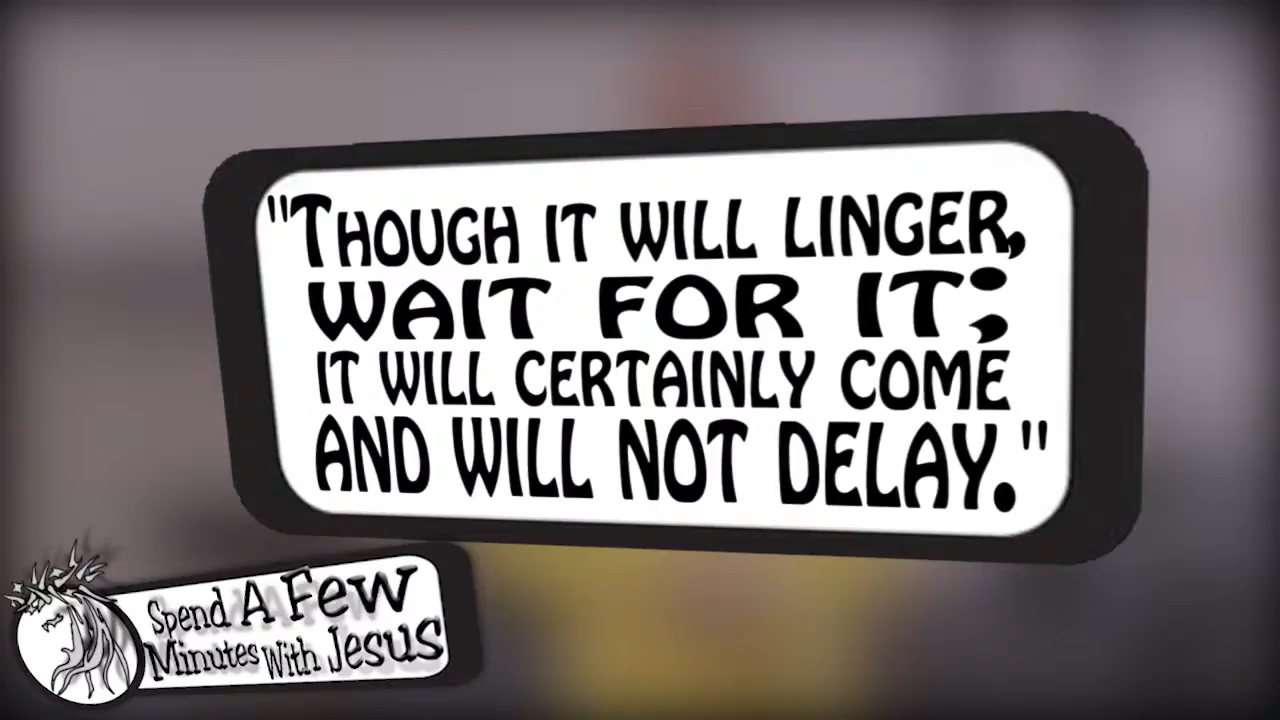 "THOUGH IT WILL LINGER,
WAIT FOR IT;
IT WILL CERTAINLY COME
AND WILL NOT DELAY."
Spend A Few
Minutes With Jesus